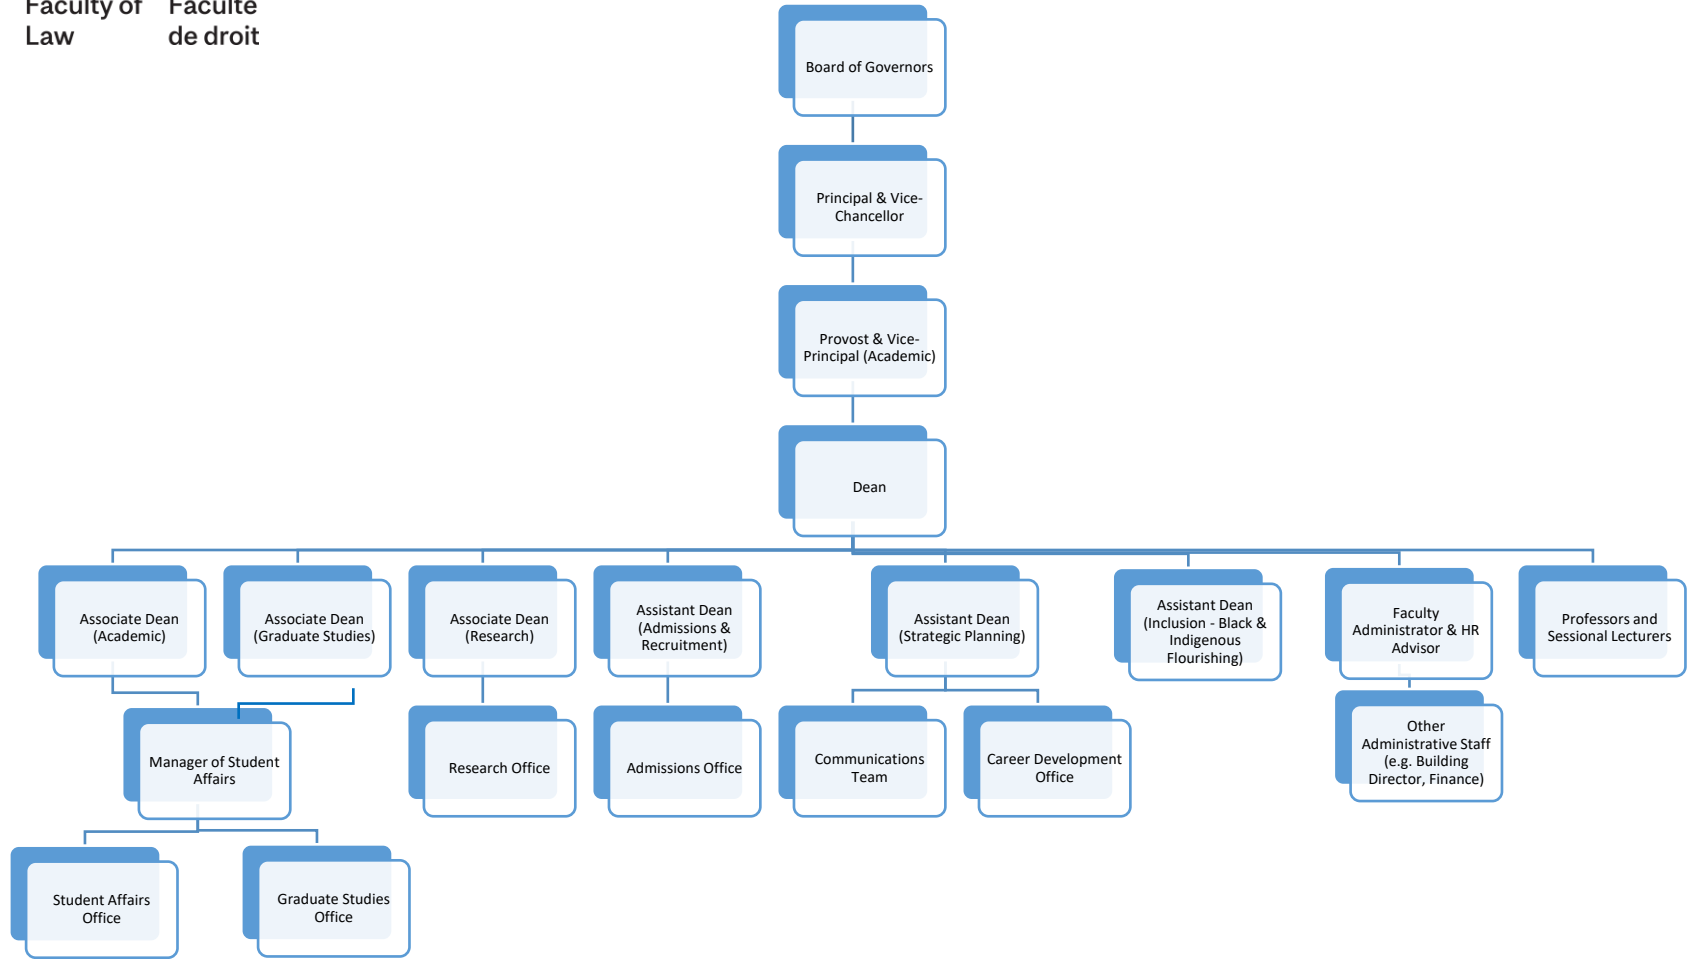 Faculty of
Law
Faculté
de droit
Board of Governors
Principal & Vice-
Chancellor
Provost & Vice-
Principal (Academic)
Dean
Associate Dean
(Academic)
Associate Dean
(Graduate Studies)
Associate Dean
(Research)
Assistant Dean
(Admissions &
Recruitment)
Assistant Dean
(Strategic Planning)
Assistant Dean
(Inclusion - Black &
Indigenous
Flourishing)
Faculty
Administrator & HR
Advisor
Professors and
Sessional Lecturers
Manager of Student
Affairs
Research Office
Admissions Office
Communications
Team
Career Development
Office
Other
Administrative Staff
(e.g. Building
Director, Finance)
Student Affairs
Office
Graduate Studies
Office